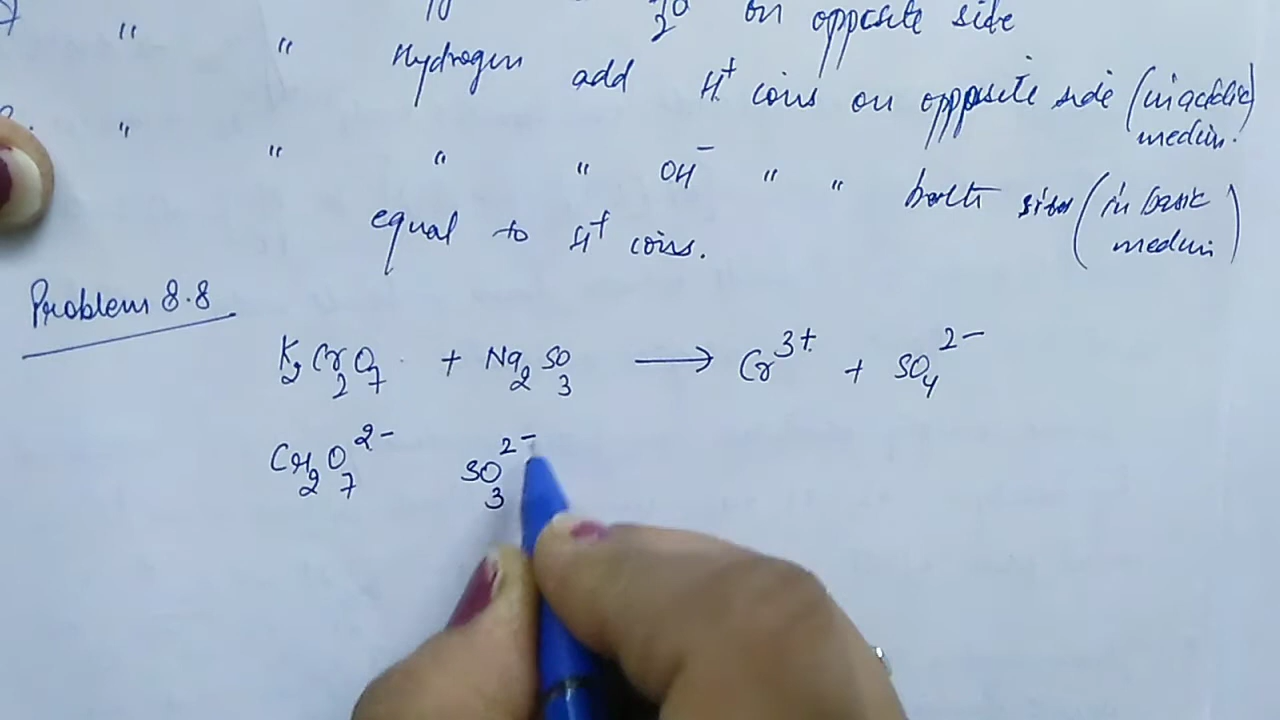 2O on opposite side
" " Hydrogen add H⁺ ions on opposite side (in acidic medium.
" " " " OH⁻ " " both sides (in basic medium)
equal to H⁺ ions.
Problem 8.8
K₂Cr₂O₇ + Na₂SO₃ ⟶ Cr³⁺ + SO₄²⁻
Cr₂O₇²⁻ SO₃²⁻